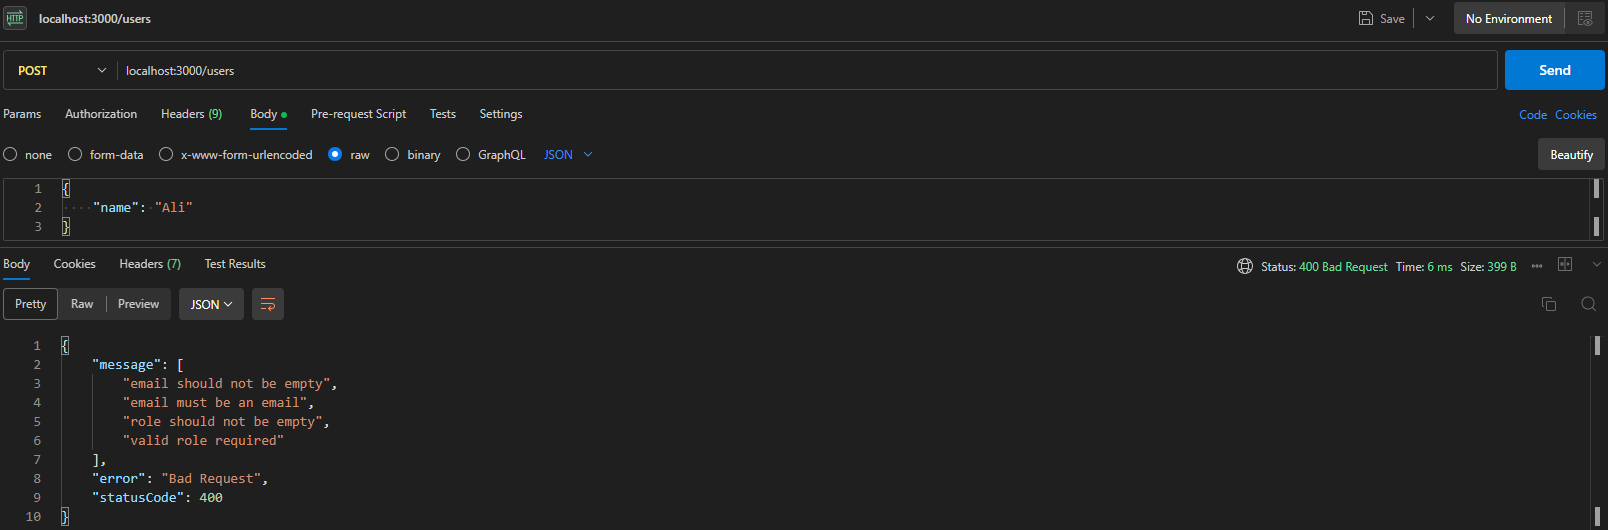 HTTP localhost:3000/users Save No Environment
POST localhost:3000/users Send
Params Authorization Headers (9) Body Pre-request Script Tests Settings Code Cookies
none form-data x-www-form-urlencoded raw binary GraphQL JSON Beautify
1 {
2 "name": "Ali"
3 }
Body Cookies Headers (7) Test Results Status: 400 Bad Request Time: 6 ms Size: 399 B
Pretty Raw Preview JSON
1 {
2 "message": [
3 "email should not be empty",
4 "email must be an email",
5 "role should not be empty",
6 "valid role required"
7 ],
8 "error": "Bad Request",
9 "statusCode": 400
10 }